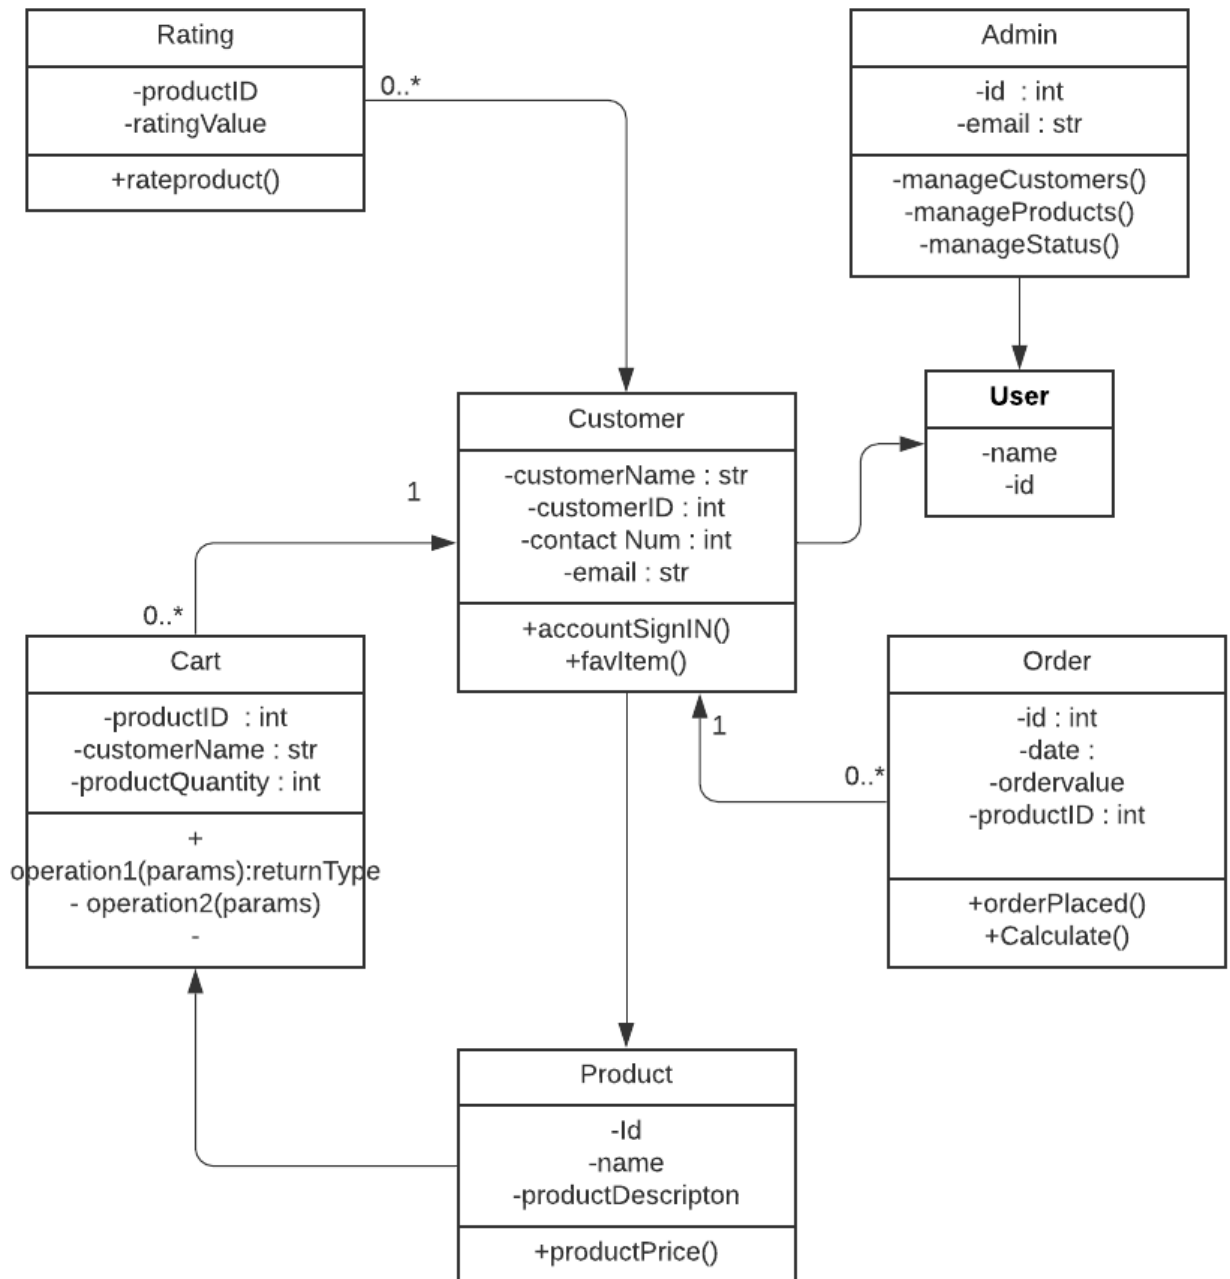 Rating
-productID
-ratingValue
+rateproduct()
0..*
Admin
-id : int
-email : str
-manageCustomers()
-manageProducts()
-manageStatus()
User
-name
-id
Customer
-customerName : str
-customerID : int
-contact Num : int
-email : str
+accountSignIN()
+favItem()
1
0..*
Cart
-productID : int
-customerName : str
-productQuantity : int
+
operation1(params):returnType
- operation2(params)
-
1
0..*
Order
-id : int
-date :
-ordervalue
-productID : int
+orderPlaced()
+Calculate()
Product
-Id
-name
-productDescripton
+productPrice()